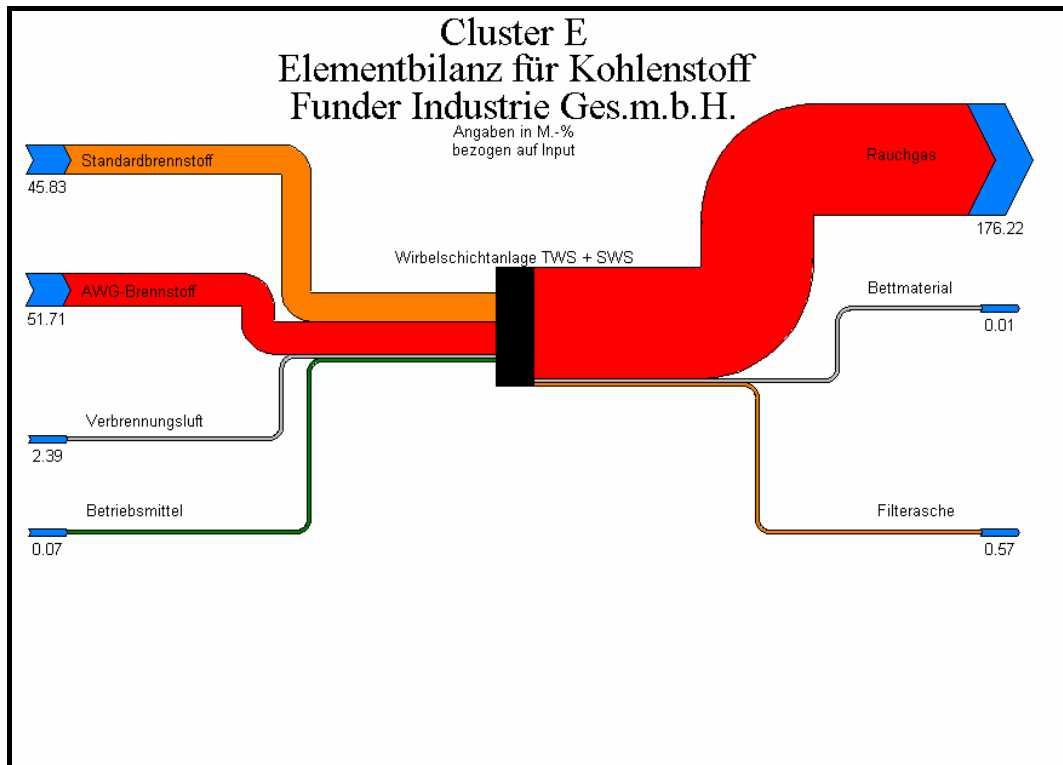 Cluster E
Elementbilanz für Kohlenstoff
Funder Industrie Ges.m.b.H.
Angaben in M.-%
bezogen auf Input
Standardbrennstoff
45.83
Rauchgas
176.22
Wirbelschichtanlage TWS + SWS
AWG-Brennstoff
51.71
Bettmaterial
0.01
Verbrennungsluft
2.39
Betriebsmittel
0.07
Filterasche
0.57